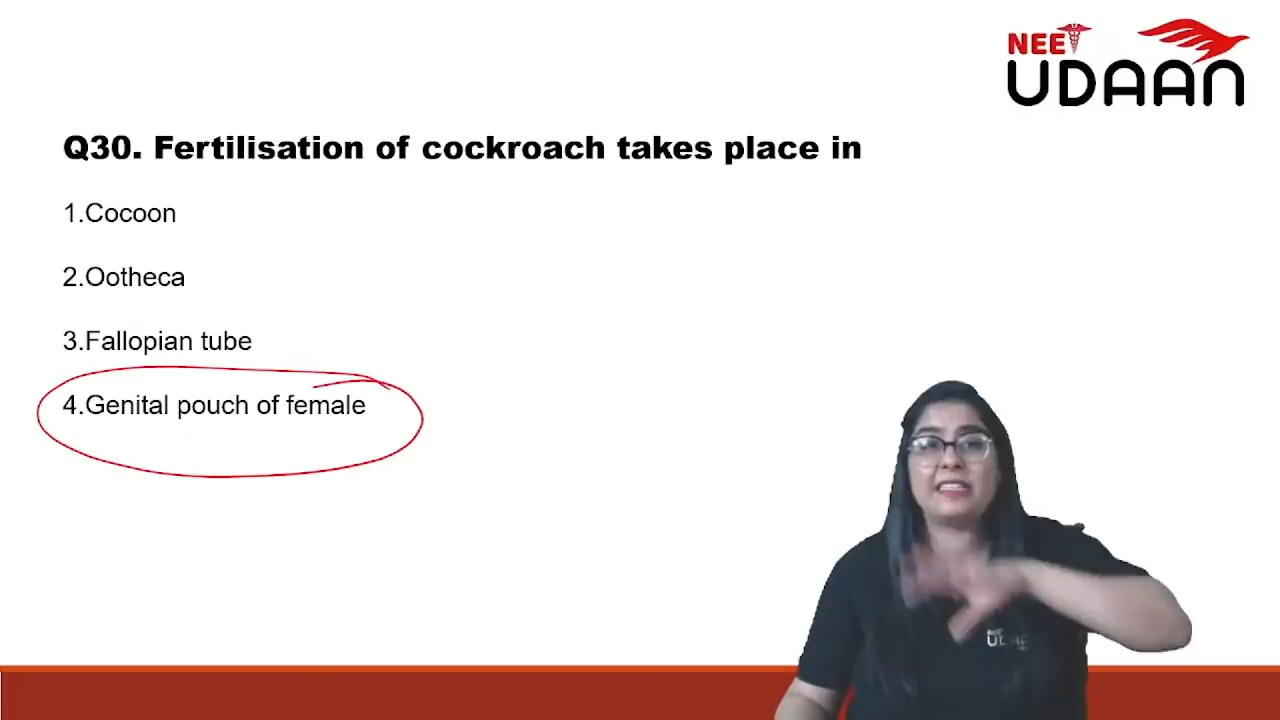 NEET
UDAAN
Q30. Fertilisation of cockroach takes place in
1.Cocoon
2.Ootheca
3.Fallopian tube
4.Genital pouch of female